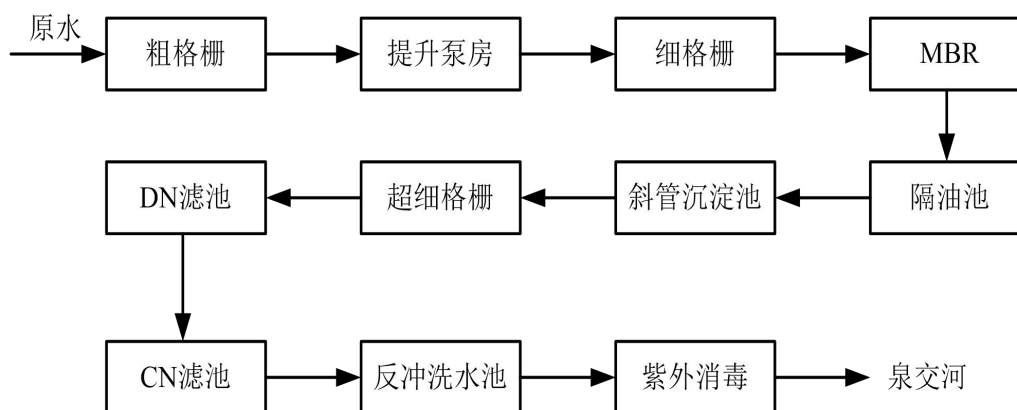 原水
粗格栅
提升泵房
细格栅
MBR
隔油池
斜管沉淀池
超细格栅
DN滤池
CN滤池
反冲洗水池
紫外消毒
泉交河